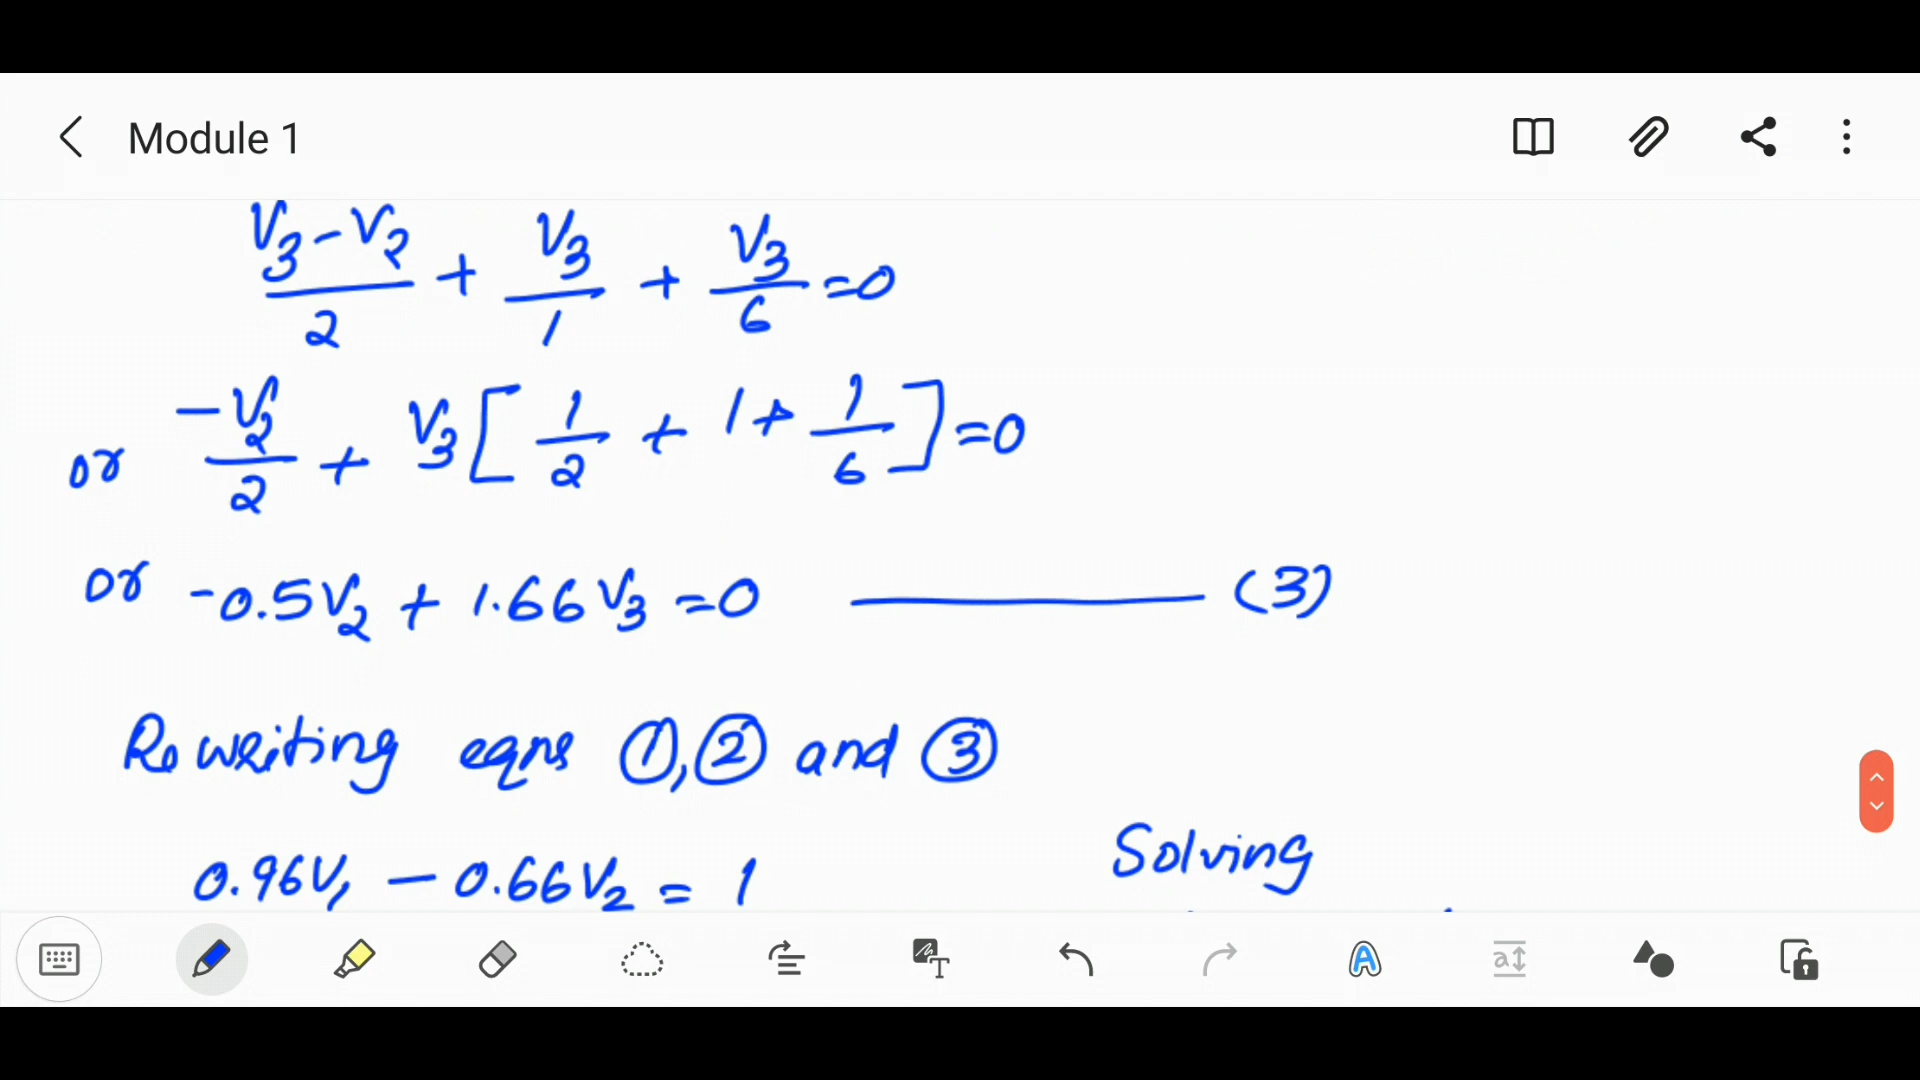 Module 1
V₃-V₂/2 + V₃/1 + V₃/6 =0
or -V₂/2 + V₃[1/2 + 1 + 1/6] =0
or -0.5V₂ + 1.66V₃ =0 ——— (3)
Rewriting eqns ①,② and ③
0.96V₁ - 0.66V₂ = 1
Solving